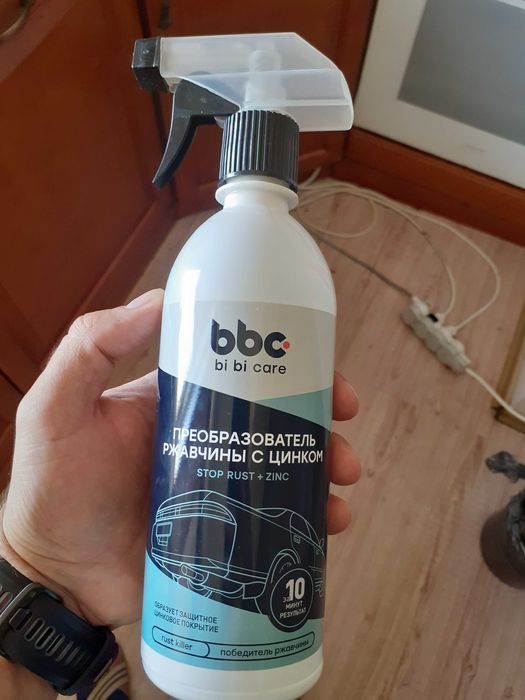 bbc
bi bi care
ПРЕОБРАЗОВАТЕЛЬ
РЖАВЧИНЫ С ЦИНКОМ
STOP RUST + ZINC
за 10
МИНУТ
РЕЗУЛЬТАТ
ОБРАЗУЕТ ЗАЩИТНОЕ
ЦИНКОВОЕ ПОКРЫТИЕ
rust killer
победитель ржавчины